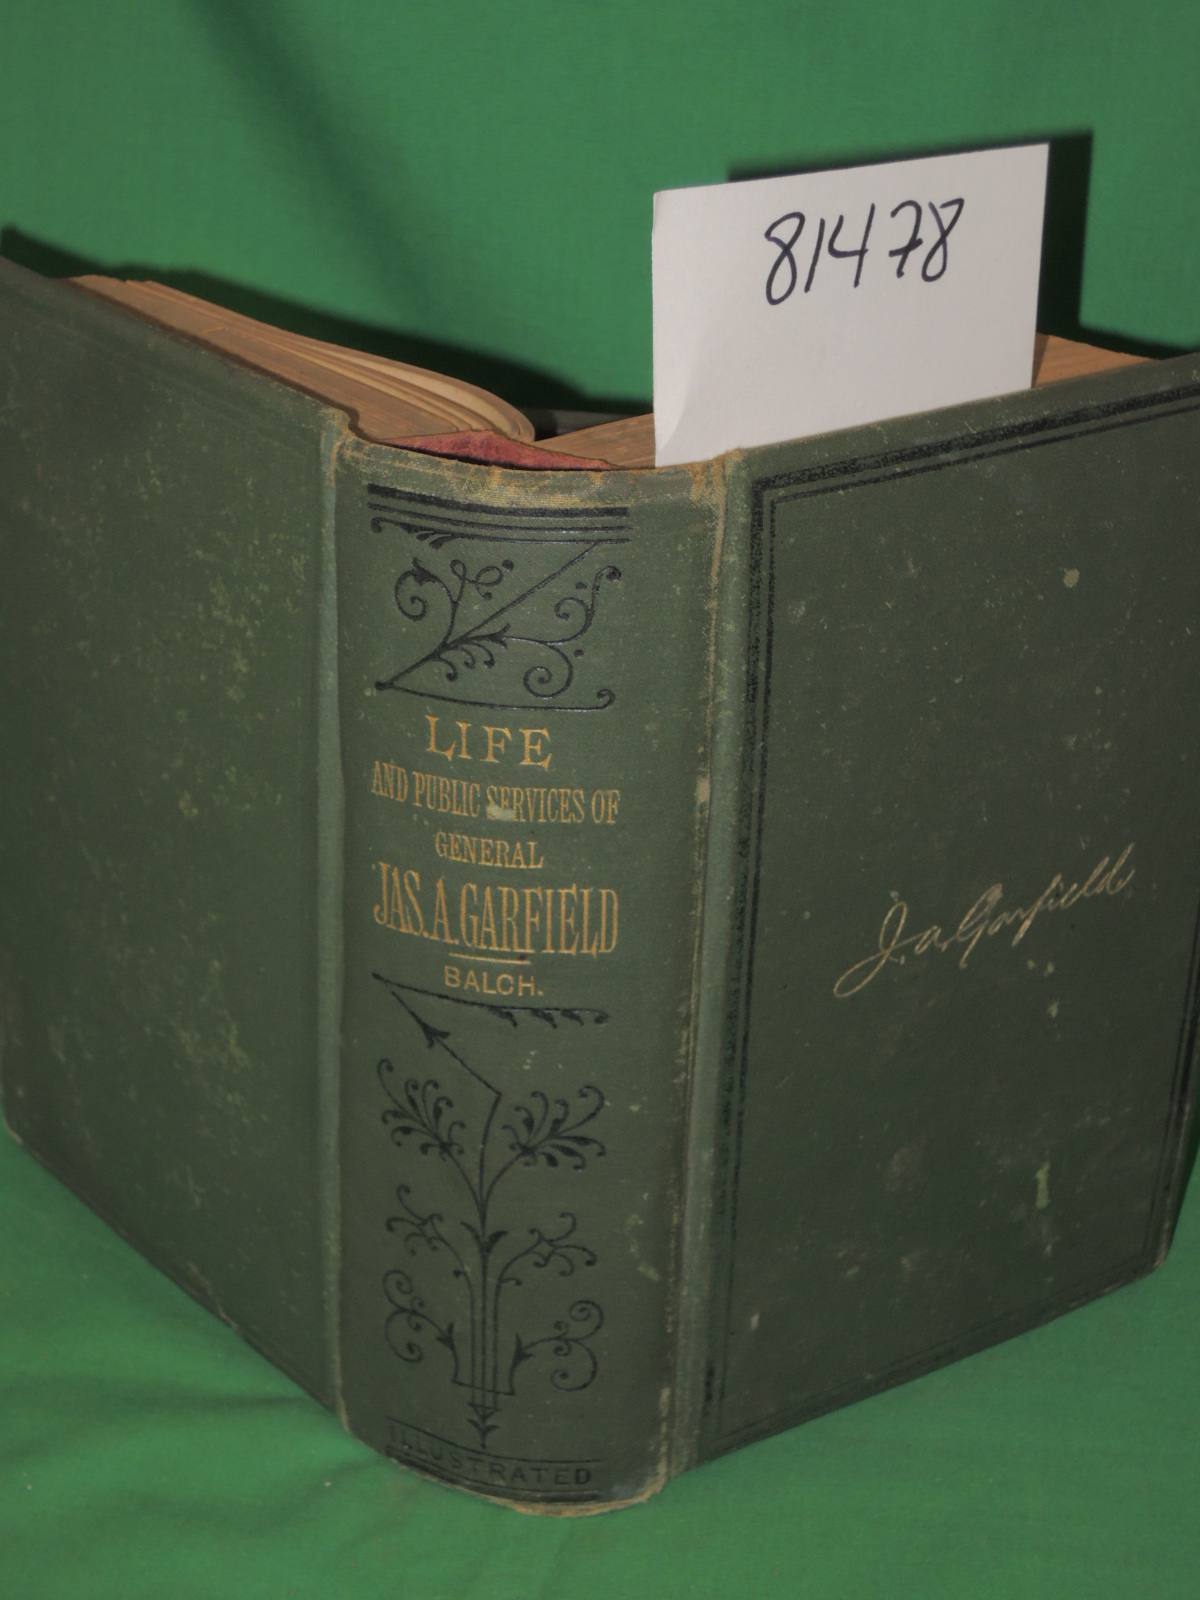 81478
LIFE
AND PUBLIC SERVICES OF
GENERAL
JAS. A. GARFIELD
BALCH.
ILLUSTRATED
J. A. Garfield